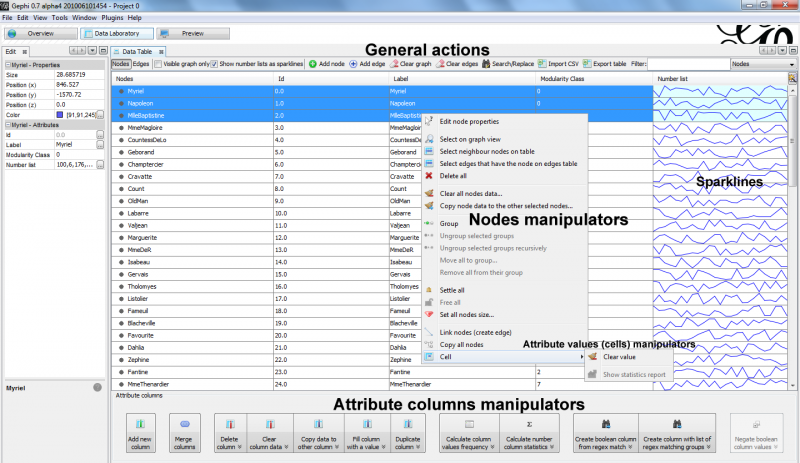 Gephi 0.7 alpha4 201006101454 - Project 0
File Edit View Tools Window Plugins Help
Overview Data Laboratory Preview
General actions
Edit
Data Table
Nodes Edges Visible graph only Show number lists as sparklines Add node Add edge Clear graph Clear edges Search/Replace Import CSV Export table Filter: Nodes
Myriel - Properties
Size 28.685719
Position (x) 846.527
Position (y) -1570.72
Position (z) 0.0
Color [91,91,245]
Myriel - Attributes
Id 0.0
Label Myriel
Modularity Class 0
Number list 100,6,176,...
Myriel
Nodes Id Label Modularity Class Number list
Myriel 0.0 Myriel 0
Napoleon 1.0 Napoleon 0
MlleBaptistine 2.0 MlleBaptistine
MmeMagloire 3.0 MmeMagloire
CountessDeLo 4.0 CountessDeLo
Geborand 5.0 Geborand
Champtercier 6.0 Champtercier
Cravatte 7.0 Cravatte
Count 8.0 Count
OldMan 9.0 OldMan
Labarre 10.0 Labarre
Valjean 11.0 Valjean
Marguerite 12.0 Marguerite
MmeDeR 13.0 MmeDeR
Isabeau 14.0 Isabeau
Gervais 15.0 Gervais
Tholomyes 16.0 Tholomyes
Listolier 17.0 Listolier
Fameuil 18.0 Fameuil
Blacheville 19.0 Blacheville
Favourite 20.0 Favourite
Dahlia 21.0 Dahlia
Zephine 22.0 Zephine
Fantine 23.0 Fantine 2
MmeThenardier 24.0 MmeThenardier 7
Edit node properties
Select on graph view
Select neighbour nodes on table
Select edges that have the node on edges table
Delete all
Clear all nodes data...
Copy node data to the other selected nodes...
Group
Ungroup selected groups
Ungroup selected groups recursively
Move all to group...
Remove all from their group
Settle all
Free all
Set all nodes size...
Link nodes (create edge)
Copy all nodes
Cell
Clear value
Show statistics report
Sparklines
Nodes manipulators
Attribute values (cells) manipulators
Attribute columns
Attribute columns manipulators
Add new
column
Merge
columns
Delete
column
Clear
column data
Copy data to
other column
Fill column
with a value
Duplicate
column
Calculate column
values frequency
Calculate number
column statistics
Create boolean column
from regex match
Create column with list of
regex matching groups
Negate boolean
column values